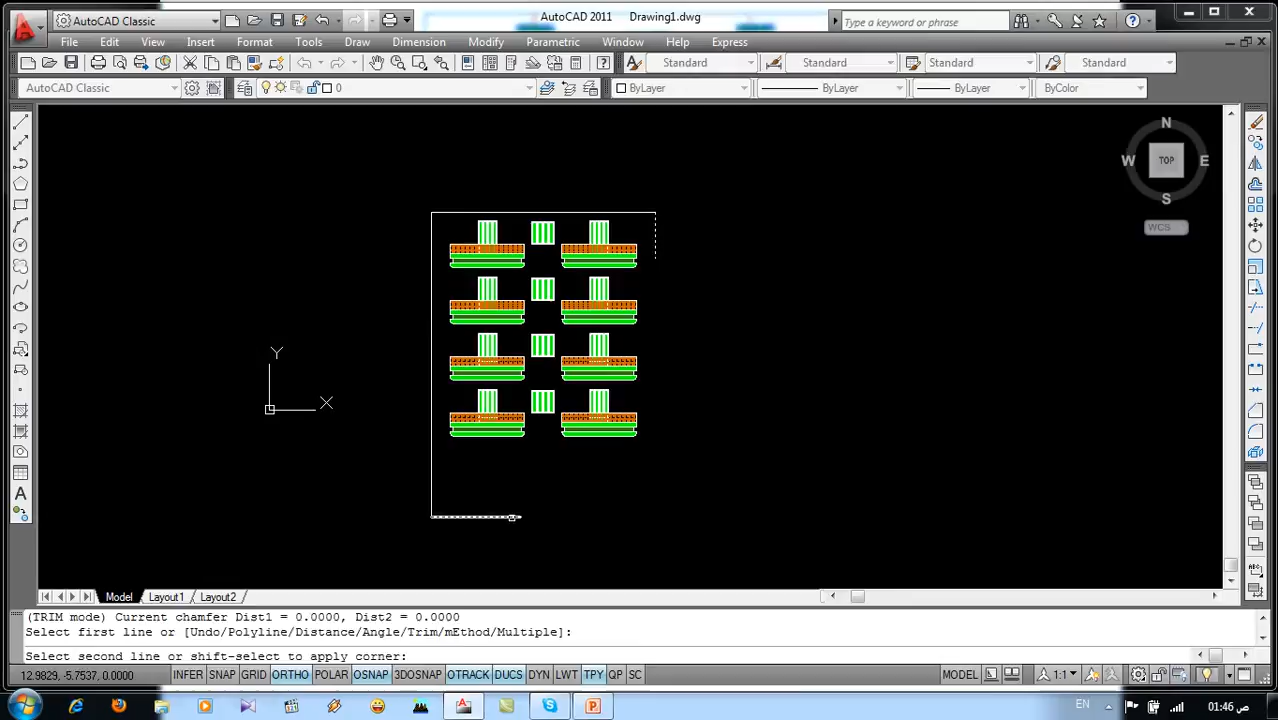 AutoCAD Classic
AutoCAD 2011 Drawing1.dwg
Type a keyword or phrase
File Edit View Insert Format Tools Draw Dimension Modify Parametric Window Help Express
Standard Standard Standard Standard
AutoCAD Classic 0 ByLayer ByLayer ByLayer ByColor
N
W TOP E
S
WCS
Y
X
A
ABC
Model Layout1 Layout2
(TRIM mode) Current chamfer Dist1 = 0.0000, Dist2 = 0.0000
Select first line or [Undo/Polyline/Distance/Angle/Trim/mEthod/Multiple]:
Select second line or shift-select to apply corner:
12.9829, -5.7537, 0.0000 INFER SNAP GRID ORTHO POLAR OSNAP 3DOSNAP OTRACK DUCS DYN LWT TPY QP SC MODEL 1:1
EN 01:46 ص